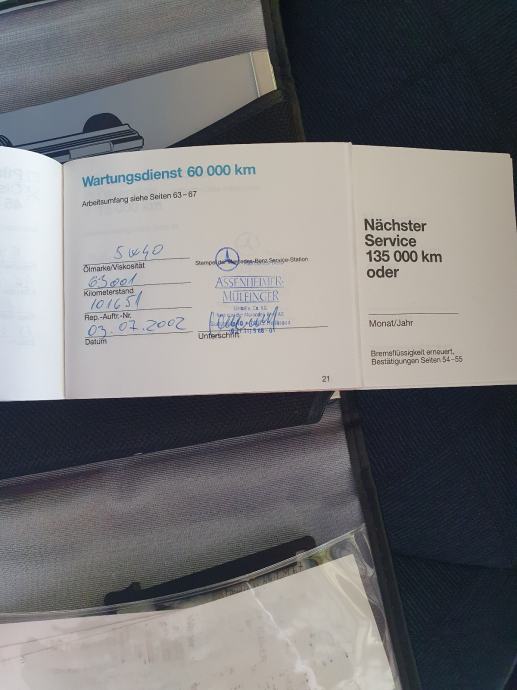 Wartungsdienst 60 000 km
Arbeitsumfang siehe Seiten 63–67
5w40
Ölmarke/Viskosität
63001
Kilometerstand
101651
Rep.-Auftr.-Nr.
03.07.2002
Datum
Stempel der Mercedes-Benz Service-Station
ASSENHEIMER-
MÜLFINGER
Unterschrift
21
Nächster
Service
135 000 km
oder
Monat/Jahr
Bremsflüssigkeit erneuert,
Bestätigungen Seiten 54–55